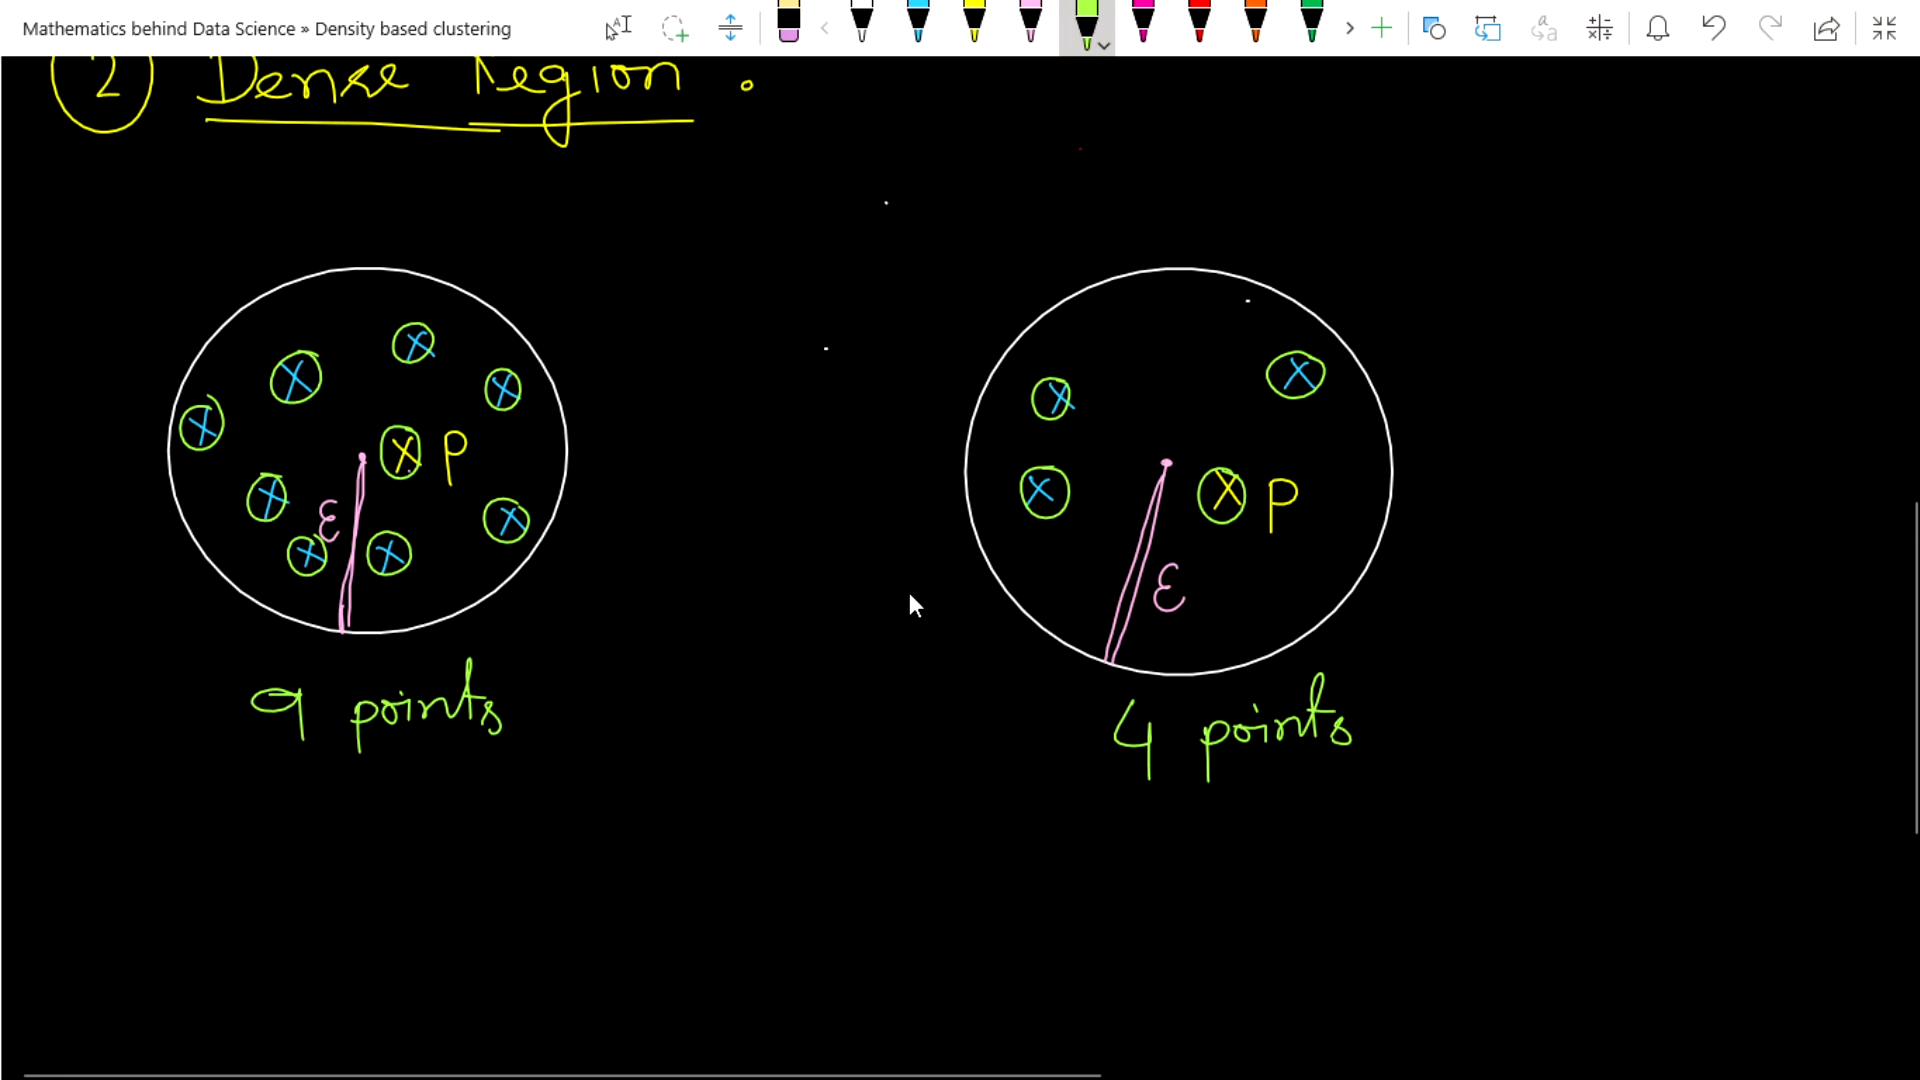 Mathematics behind Data Science » Density based clustering
② Dense Region :
X X X X X X X X X P
ε
9 points
X X X X P
ε
4 points